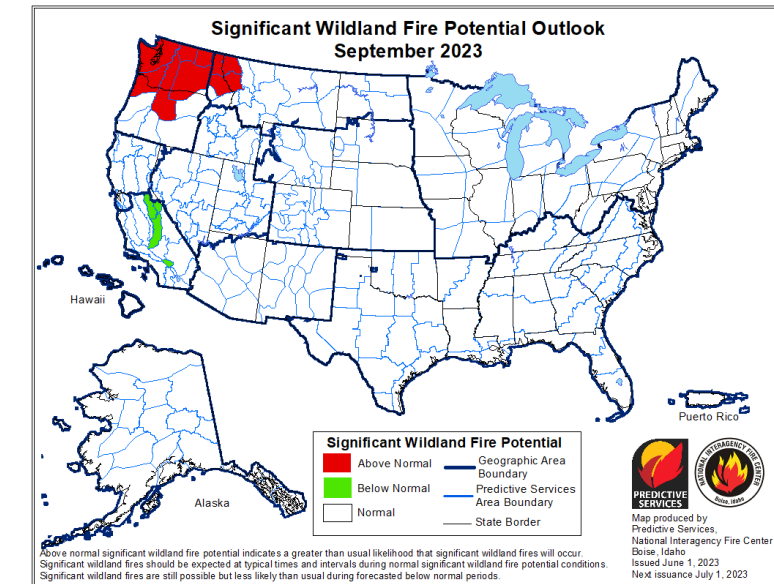 Significant Wildland Fire Potential Outlook
September 2023
Hawaii
Alaska
Puerto Rico
Significant Wildland Fire Potential
Above Normal
Below Normal
Normal
Geographic Area
Boundary
Predictive Services
Area Boundary
State Border
PREDICTIVE
SERVICES
NATIONAL INTERAGENCY FIRE CENTER
Boise, Idaho
Map produced by
Predictive Services,
National Interagency Fire Center
Boise, Idaho
Issued June 1, 2023
Next issuance July 1, 2023
Above normal significant wildland fire potential indicates a greater than usual likelihood that significant wildland fires will occur.
Significant wildland fires should be expected at typical times and intervals during normal significant wildland fire potential conditions.
Significant wildland fires are still possible but less likely than usual during forecasted below normal periods.